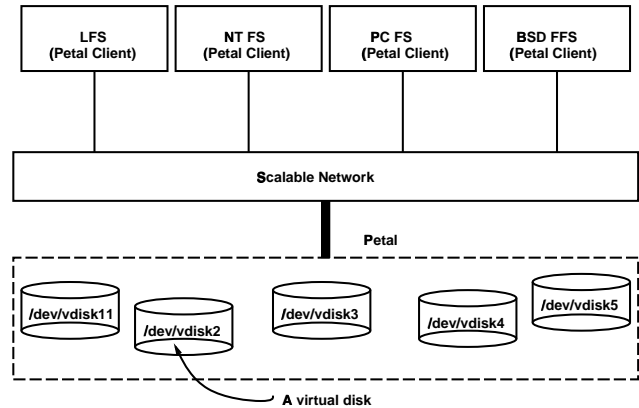 LFS
(Petal Client)
NT FS
(Petal Client)
PC FS
(Petal Client)
BSD FFS
(Petal Client)
Scalable Network
Petal
/dev/vdisk11
/dev/vdisk2
/dev/vdisk3
/dev/vdisk4
/dev/vdisk5
A virtual disk